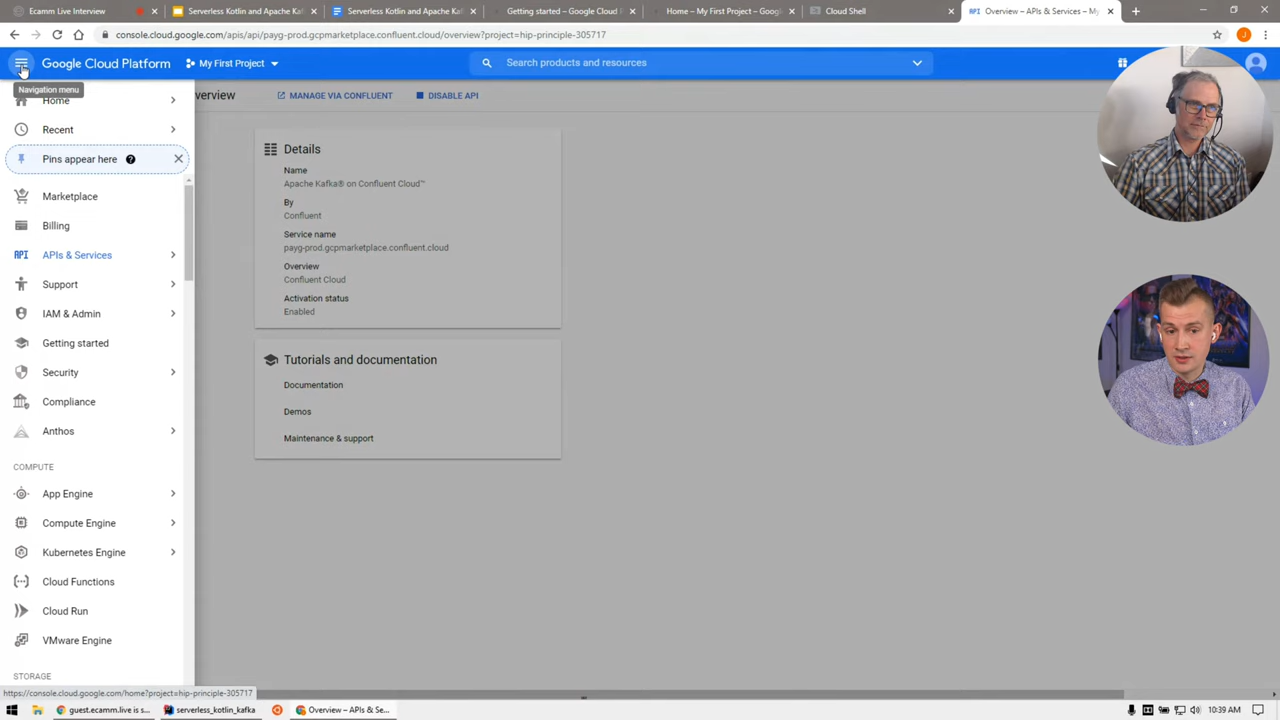 Ecamm Live Interview
Serverless Kotlin and Apache Kaf
Serverless Kotlin and Apache Kaf
Getting started – Google Cloud P
Home – My First Project – Google
Cloud Shell
Overview – APIs & Services – My
console.cloud.google.com/apis/api/payg-prod.gcpmarketplace.confluent.cloud/overview?project=hip-principle-305717
J
Google Cloud Platform
My First Project
Search products and resources
Navigation menu
Home
verview
MANAGE VIA CONFLUENT
DISABLE API
Recent
Pins appear here
?
Marketplace
Billing
API
APIs & Services
Support
IAM & Admin
Getting started
Security
Compliance
Anthos
COMPUTE
App Engine
Compute Engine
Kubernetes Engine
Cloud Functions
Cloud Run
VMware Engine
STORAGE
Details
Name
Apache Kafka® on Confluent Cloud™
By
Confluent
Service name
payg-prod.gcpmarketplace.confluent.cloud
Overview
Confluent Cloud
Activation status
Enabled
Tutorials and documentation
Documentation
Demos
Maintenance & support
https://console.cloud.google.com/home?project=hip-principle-305717
guest.ecamm.live is s...
serverless_kotlin_kafka
Overview – APIs & Se...
10:39 AM